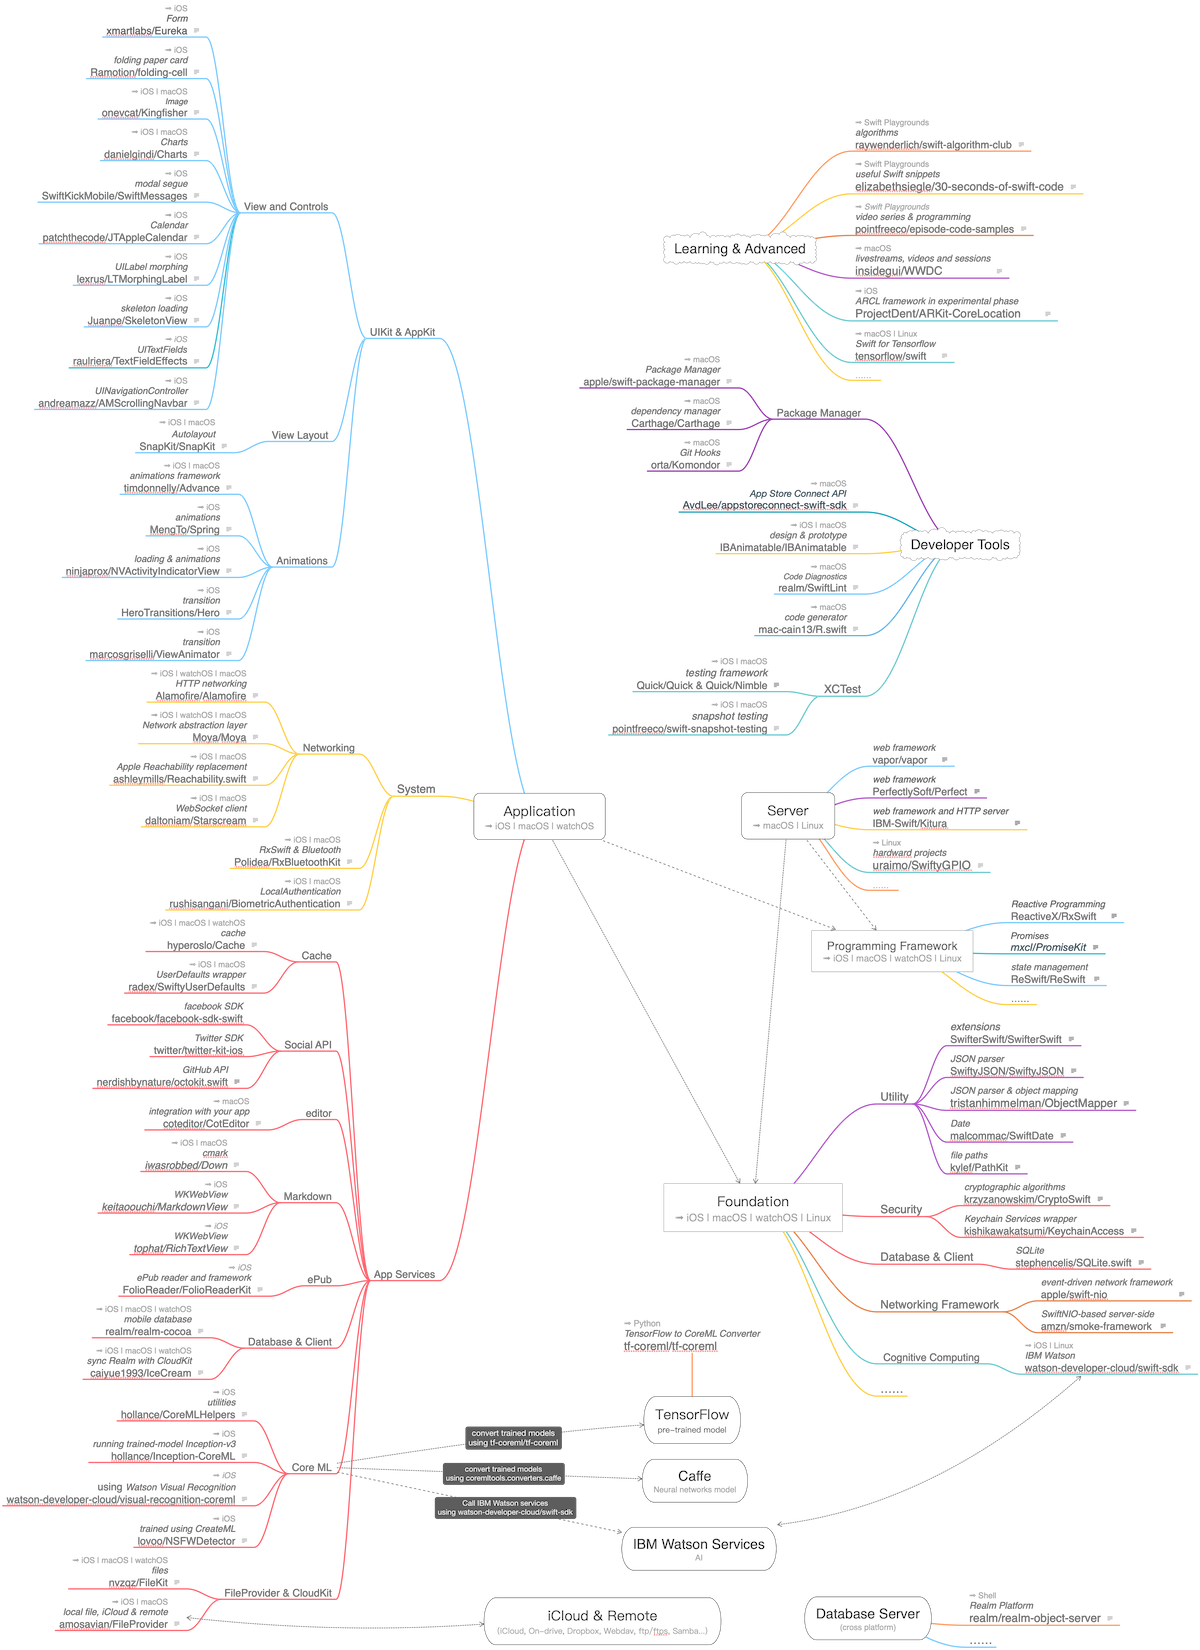 ➞ iOS
Form
xmartlabs/Eureka
➞ iOS
folding paper card
Ramotion/folding-cell
➞ iOS | macOS
Image
onevcat/Kingfisher
➞ iOS | macOS
Charts
danielgindi/Charts
➞ iOS
modal segue
SwiftKickMobile/SwiftMessages
➞ iOS
Calendar
patchthecode/JTAppleCalendar
➞ iOS
UILabel morphing
lexrus/LTMorphingLabel
➞ iOS
skeleton loading
Juanpe/SkeletonView
➞ iOS
UITextFields
raulriera/TextFieldEffects
➞ iOS
UINavigationController
andreamazz/AMScrollingNavbar
View and Controls
➞ iOS | macOS
Autolayout
SnapKit/SnapKit
View Layout
➞ iOS | macOS
animations framework
timdonnelly/Advance
➞ iOS
animations
MengTo/Spring
➞ iOS
loading & animations
ninjaprox/NVActivityIndicatorView
➞ iOS
transition
HeroTransitions/Hero
➞ iOS
transition
marcosgriselli/ViewAnimator
Animations
UIKit & AppKit
➞ iOS | watchOS | macOS
HTTP networking
Alamofire/Alamofire
➞ iOS | watchOS | macOS
Network abstraction layer
Moya/Moya
➞ iOS | macOS
Apple Reachability replacement
ashleymills/Reachability.swift
➞ iOS | macOS
WebSocket client
daltoniam/Starscream
Networking
➞ iOS | macOS
RxSwift & Bluetooth
Polidea/RxBluetoothKit
➞ iOS | macOS
LocalAuthentication
rushisangani/BiometricAuthentication
System
➞ iOS | macOS | watchOS
cache
hyperoslo/Cache
➞ iOS | macOS
UserDefaults wrapper
radex/SwiftyUserDefaults
Cache
facebook SDK
facebook/facebook-sdk-swift
Twitter SDK
twitter/twitter-kit-ios
GitHub API
nerdishbynature/octokit.swift
Social API
➞ macOS
integration with your app
coteditor/CotEditor
editor
➞ iOS | macOS
cmark
iwasrobbed/Down
➞ iOS
WKWebView
keitaoouchi/MarkdownView
➞ iOS
WKWebView
tophat/RichTextView
Markdown
➞ iOS
ePub reader and framework
FolioReader/FolioReaderKit
ePub
➞ iOS | macOS | watchOS
mobile database
realm/realm-cocoa
➞ iOS | macOS | watchOS
sync Realm with CloudKit
caiyue1993/IceCream
Database & Client
➞ iOS
utilities
hollance/CoreMLHelpers
➞ iOS
running trained-model Inception-v3
hollance/Inception-CoreML
➞ iOS
using Watson Visual Recognition
watson-developer-cloud/visual-recognition-coreml
➞ iOS
trained using CreateML
lovoo/NSFWDetector
Core ML
➞ iOS | macOS | watchOS
files
nvzqz/FileKit
➞ iOS | macOS
local file, iCloud & remote
amosavian/FileProvider
FileProvider & CloudKit
App Services
Application
➞ iOS | macOS | watchOS
➞ Swift Playgrounds
algorithms
raywenderlich/swift-algorithm-club
➞ Swift Playgrounds
useful Swift snippets
elizabethsiegle/30-seconds-of-swift-code
➞ Swift Playgrounds
video series & programming
pointfreeco/episode-code-samples
➞ macOS
livestreams, videos and sessions
insidegui/WWDC
➞ iOS
ARCL framework in experimental phase
ProjectDent/ARKit-CoreLocation
➞ macOS | Linux
Swift for Tensorflow
tensorflow/swift
......
Learning & Advanced
➞ macOS
Package Manager
apple/swift-package-manager
➞ macOS
dependency manager
Carthage/Carthage
➞ macOS
Git Hooks
orta/Komondor
Package Manager
➞ macOS
App Store Connect API
AvdLee/appstoreconnect-swift-sdk
➞ iOS | macOS
design & prototype
IBAnimatable/IBAnimatable
➞ macOS
Code Diagnostics
realm/SwiftLint
➞ macOS
code generator
mac-cain13/R.swift
➞ iOS | macOS
testing framework
Quick/Quick & Quick/Nimble
➞ iOS | macOS
snapshot testing
pointfreeco/swift-snapshot-testing
XCTest
Developer Tools
web framework
vapor/vapor
web framework
PerfectlySoft/Perfect
web framework and HTTP server
IBM-Swift/Kitura
➞ Linux
hardward projects
uraimo/SwiftyGPIO
......
Server
➞ macOS | Linux
Reactive Programming
ReactiveX/RxSwift
Promises
mxcl/PromiseKit
state management
ReSwift/ReSwift
......
Programming Framework
➞ iOS | macOS | watchOS | Linux
extensions
SwifterSwift/SwifterSwift
JSON parser
SwiftyJSON/SwiftyJSON
JSON parser & object mapping
tristanhimmelman/ObjectMapper
Date
malcommac/SwiftDate
file paths
kylef/PathKit
Utility
cryptographic algorithms
krzyzanowskim/CryptoSwift
Keychain Services wrapper
kishikawakatsumi/KeychainAccess
Security
SQLite
stephencelis/SQLite.swift
Database & Client
event-driven network framework
apple/swift-nio
SwiftNIO-based server-side
amzn/smoke-framework
Networking Framework
➞ iOS | Linux
IBM Watson
watson-developer-cloud/swift-sdk
Cognitive Computing
......
Foundation
➞ iOS | macOS | watchOS | Linux
➞ Python
TensorFlow to CoreML Converter
tf-coreml/tf-coreml
TensorFlow
pre-trained model
convert trained models
using tf-coreml/tf-coreml
Caffe
Neural networks model
convert trained models
using coremltools.converters.caffe
Call IBM Watson services
using watson-developer-cloud/swift-sdk
IBM Watson Services
AI
iCloud & Remote
(iCloud, On-drive, Dropbox, Webdav, ftp/ftps, Samba...)
Database Server
(cross platform)
➞ Shell
Realm Platform
realm/realm-object-server
......